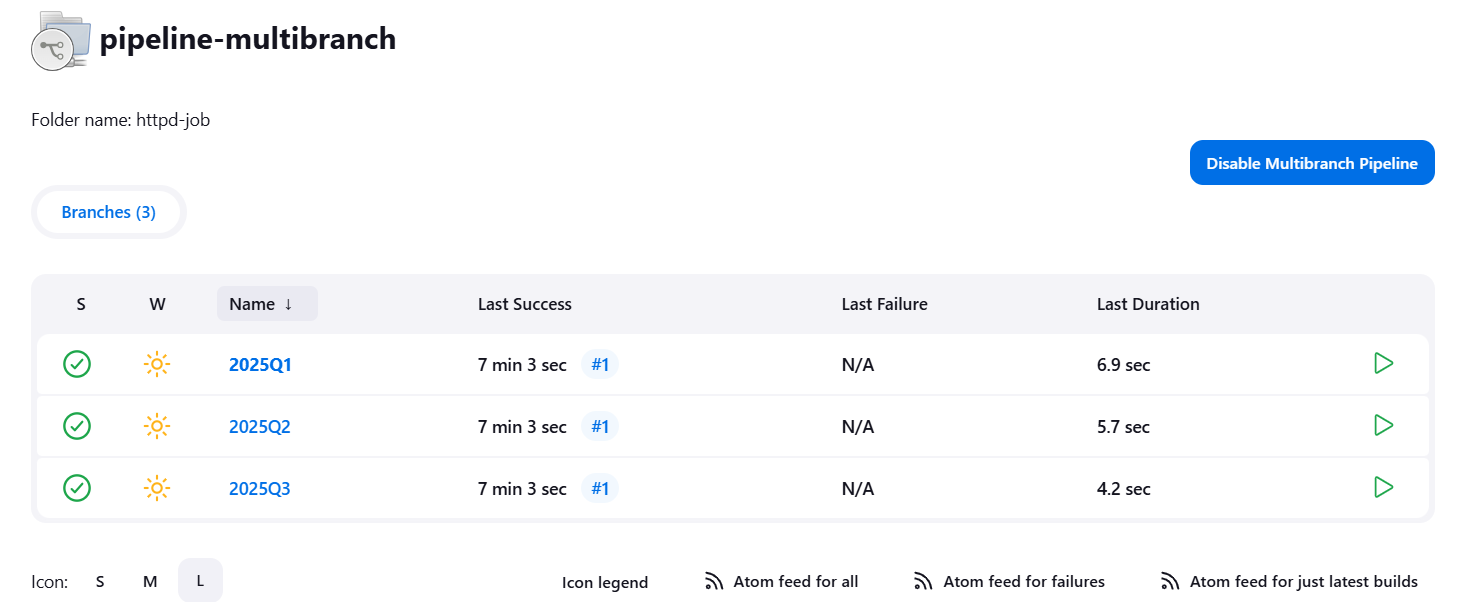 pipeline-multibranch
Folder name: httpd-job
Disable Multibranch Pipeline
Branches (3)
S W Name ↓ Last Success Last Failure Last Duration
2025Q1 7 min 3 sec #1 N/A 6.9 sec
2025Q2 7 min 3 sec #1 N/A 5.7 sec
2025Q3 7 min 3 sec #1 N/A 4.2 sec
Icon: S M L Icon legend Atom feed for all Atom feed for failures Atom feed for just latest builds